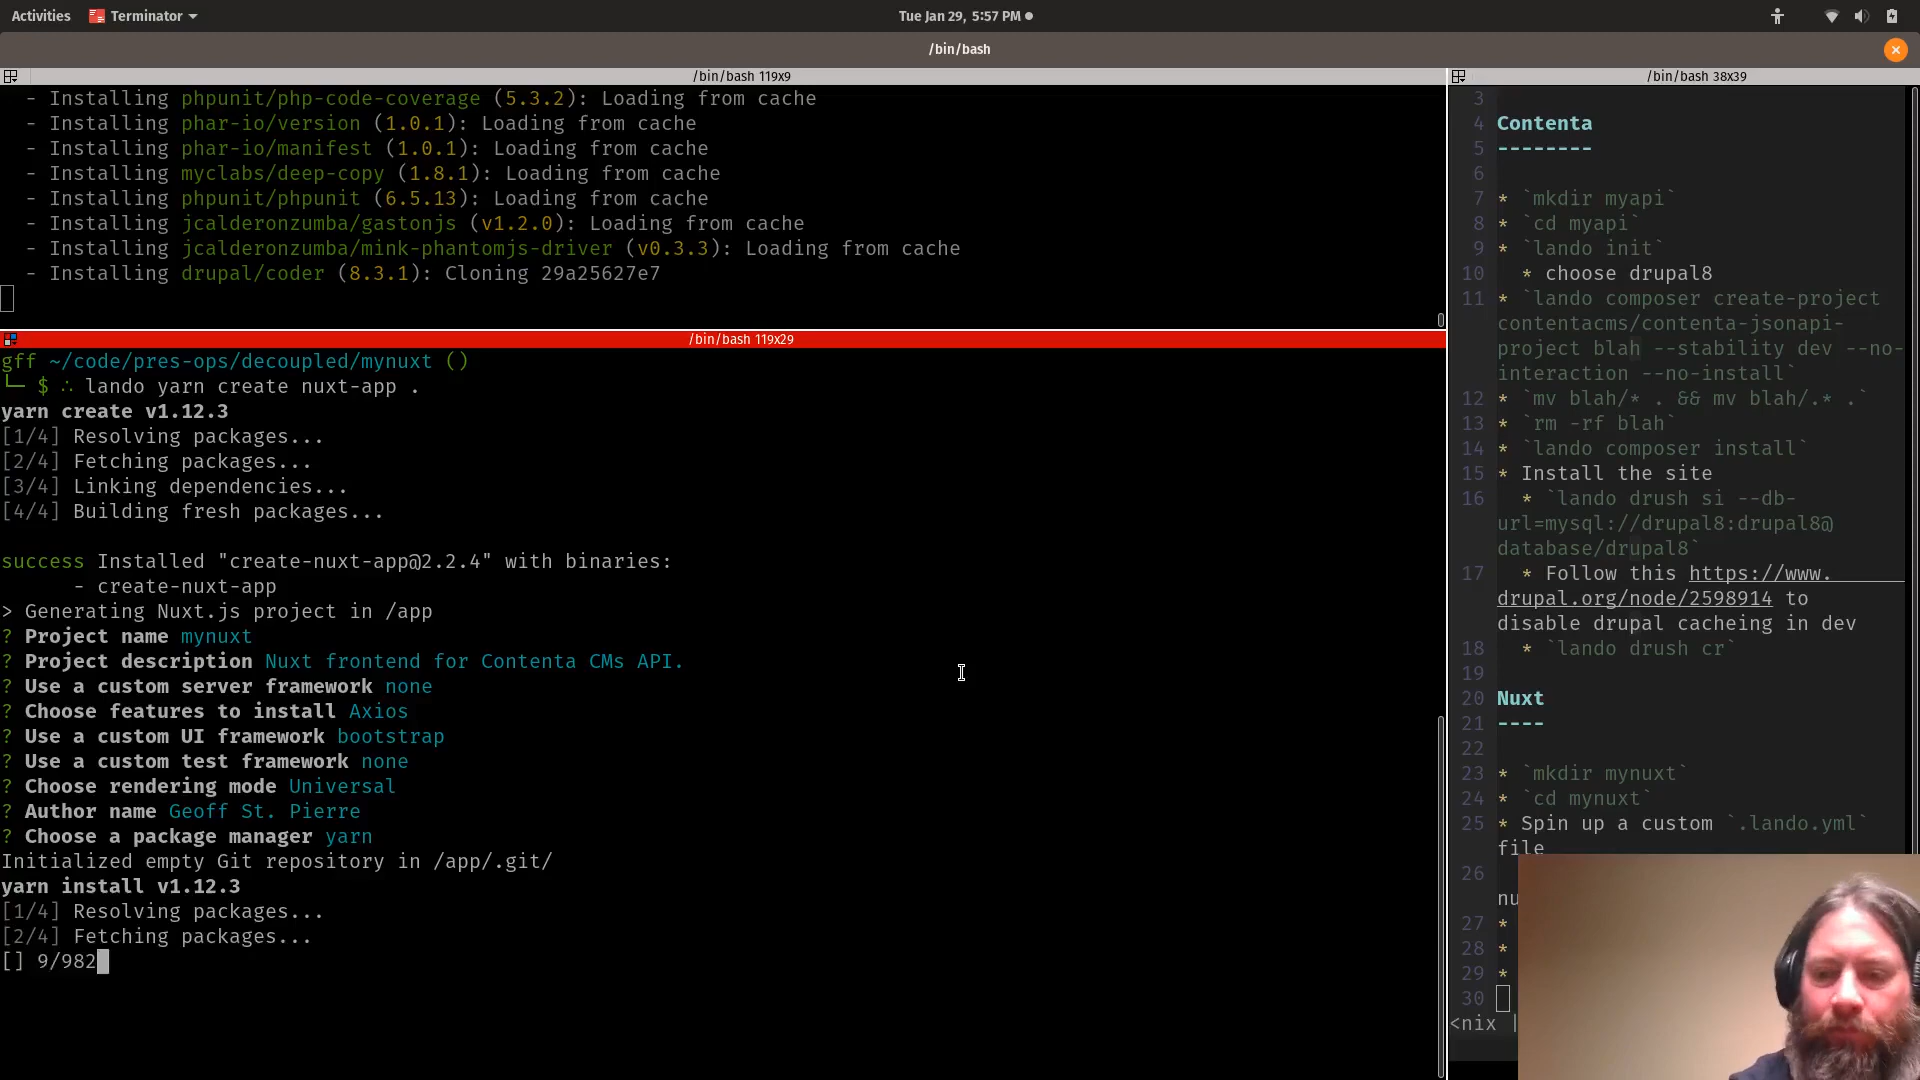 Activities
Terminator
Tue Jan 29, 5:57 PM
/bin/bash
/bin/bash 119x9
- Installing phpunit/php-code-coverage (5.3.2): Loading from cache
- Installing phar-io/version (1.0.1): Loading from cache
- Installing phar-io/manifest (1.0.1): Loading from cache
- Installing myclabs/deep-copy (1.8.1): Loading from cache
- Installing phpunit/phpunit (6.5.13): Loading from cache
- Installing jcalderonzumba/gastonjs (v1.2.0): Loading from cache
- Installing jcalderonzumba/mink-phantomjs-driver (v0.3.3): Loading from cache
- Installing drupal/coder (8.3.1): Cloning 29a25627e7
/bin/bash 119x29
gff ~/code/pres-ops/decoupled/mynuxt ()
└─ $ ∴ lando yarn create nuxt-app .
yarn create v1.12.3
[1/4] Resolving packages...
[2/4] Fetching packages...
[3/4] Linking dependencies...
[4/4] Building fresh packages...
success Installed "create-nuxt-app@2.2.4" with binaries:
- create-nuxt-app
> Generating Nuxt.js project in /app
? Project name mynuxt
? Project description Nuxt frontend for Contenta CMs API.
? Use a custom server framework none
? Choose features to install Axios
? Use a custom UI framework bootstrap
? Use a custom test framework none
? Choose rendering mode Universal
? Author name Geoff St. Pierre
? Choose a package manager yarn
Initialized empty Git repository in /app/.git/
yarn install v1.12.3
[1/4] Resolving packages...
[2/4] Fetching packages...
[] 9/982
/bin/bash 38x39
3
4 Contenta
5 --------
6
7 * `mkdir myapi`
8 * `cd myapi`
9 * `lando init`
10 * choose drupal8
11 * `lando composer create-project
contentacms/contenta-jsonapi-
project blah --stability dev --no-
interaction --no-install`
12 * `mv blah/* . && mv blah/.* .`
13 * `rm -rf blah`
14 * `lando composer install`
15 * Install the site
16 * `lando drush si --db-
url=mysql://drupal8:drupal8@
database/drupal8`
17 * Follow this https://www.
drupal.org/node/2598914 to
disable drupal cacheing in dev
18 * `lando drush cr`
19
20 Nuxt
21 ----
22
23 * `mkdir mynuxt`
24 * `cd mynuxt`
25 * Spin up a custom `.lando.yml`
file
26
nu
27 *
28 *
29 *
30
<nix |